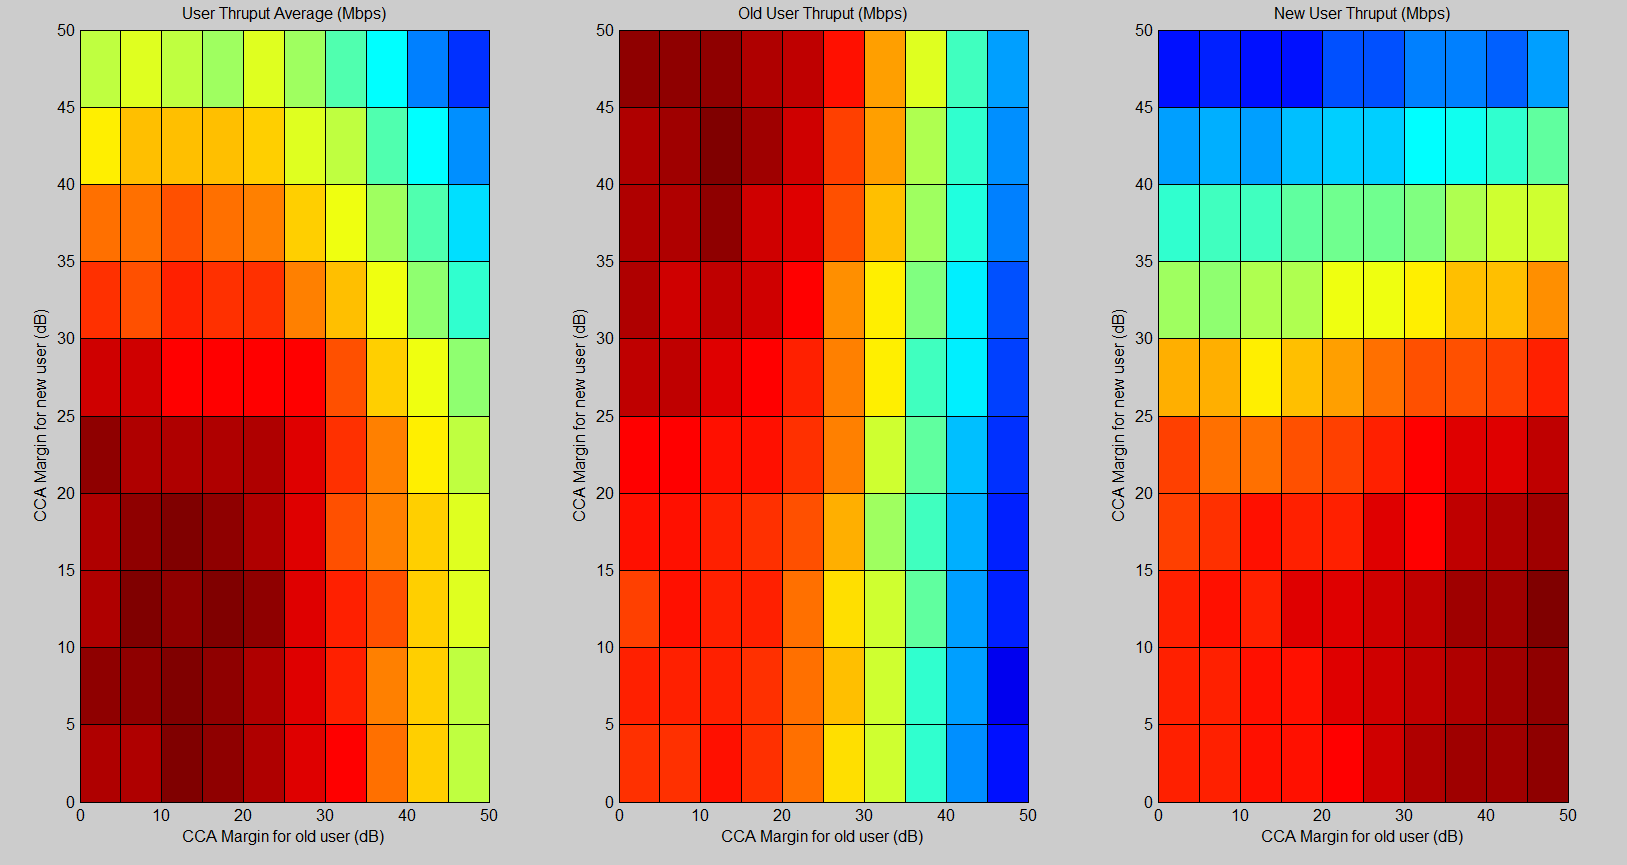 User Thruput Average (Mbps)
50
45
40
35
30
25
20
15
10
5
0
0 10 20 30 40 50
CCA Margin for new user (dB)
CCA Margin for old user (dB)
Old User Thruput (Mbps)
50
45
40
35
30
25
20
15
10
5
0
0 10 20 30 40 50
CCA Margin for new user (dB)
CCA Margin for old user (dB)
New User Thruput (Mbps)
50
45
40
35
30
25
20
15
10
5
0
0 10 20 30 40 50
CCA Margin for new user (dB)
CCA Margin for old user (dB)